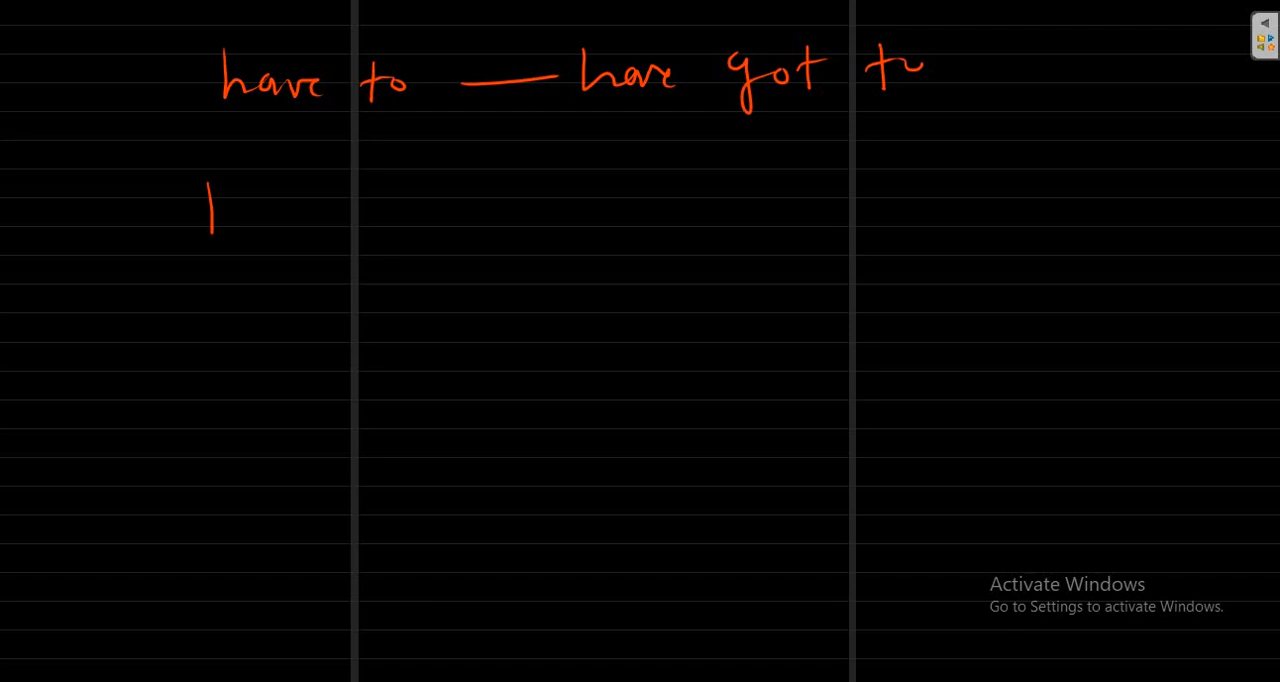 have to — have got to
I
Activate Windows
Go to Settings to activate Windows.